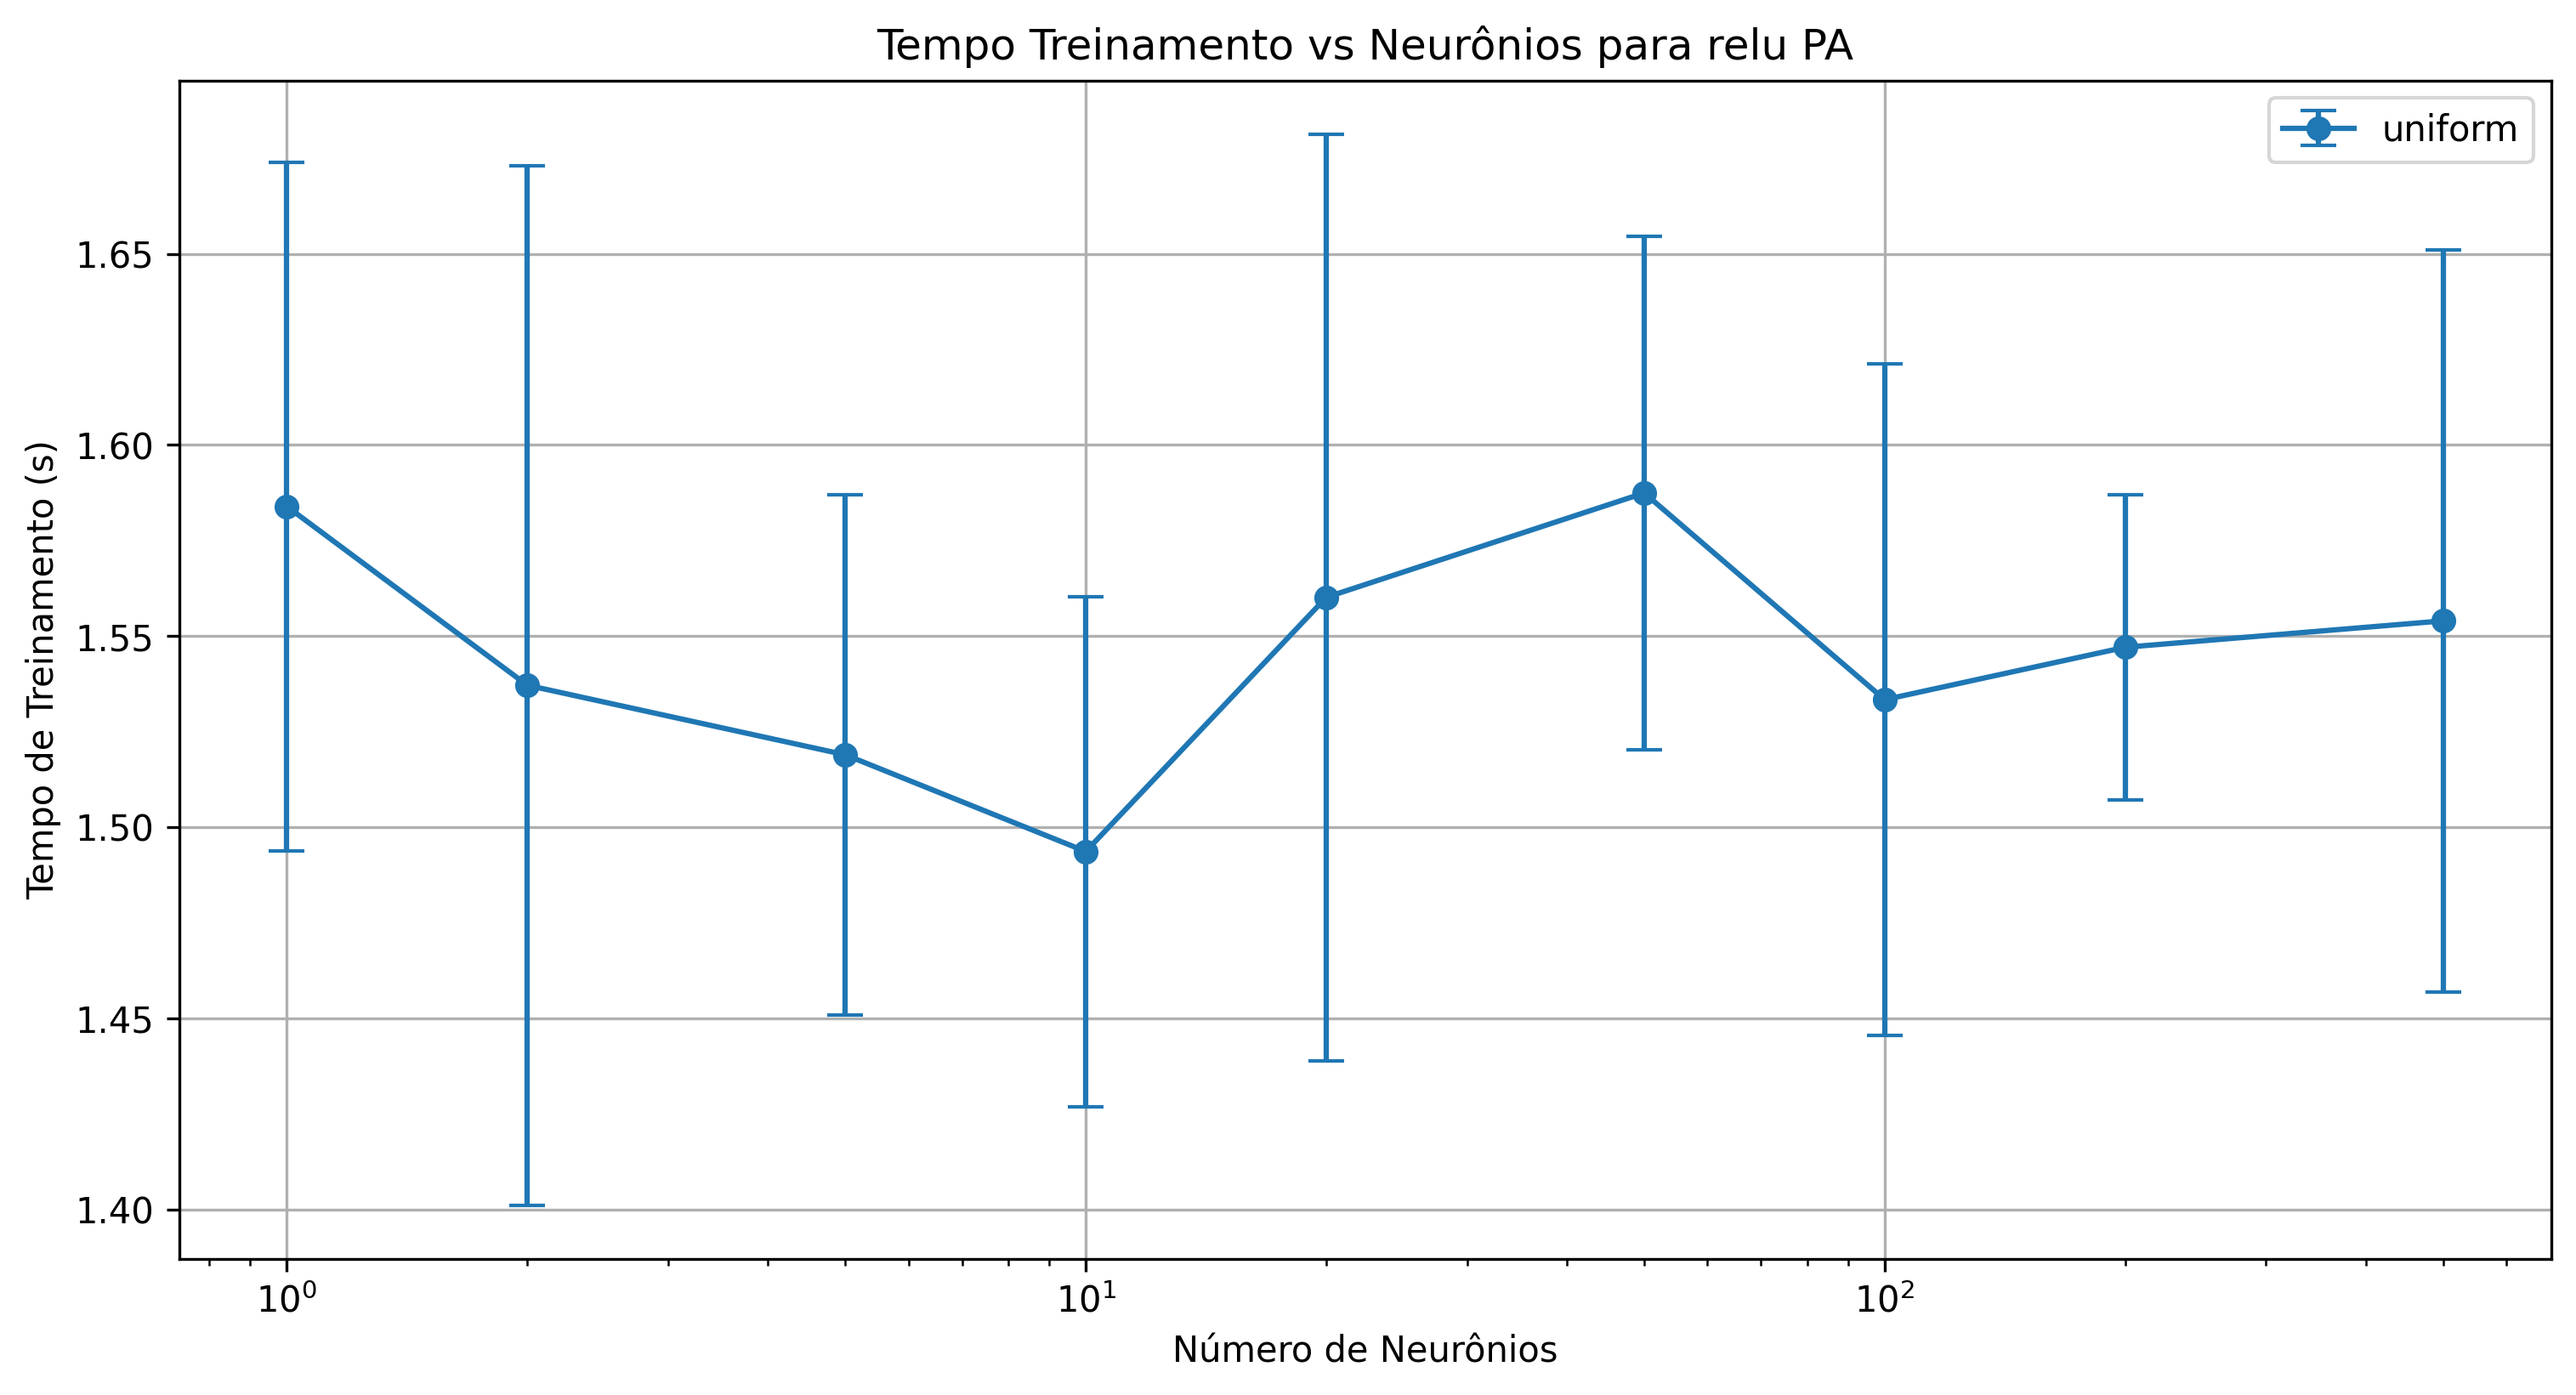 Tempo Treinamento vs Neurônios para relu PA
uniform
Tempo de Treinamento (s)
1.65
1.60
1.55
1.50
1.45
1.40
10⁰ 10¹ 10²
Número de Neurônios